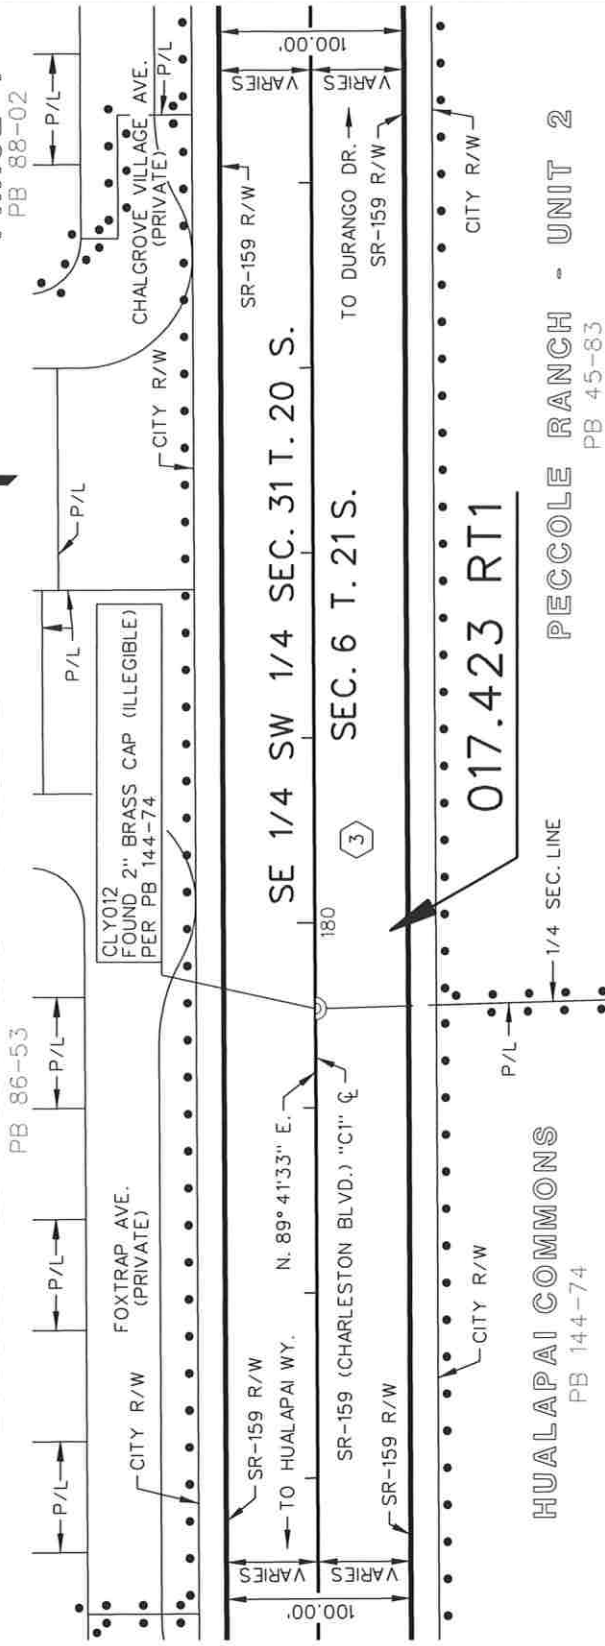 PB 86-53
PB 88-02
P/L
P/L
P/L
P/L
P/L
P/L
P/L
P/L
FOXTRAP AVE.
(PRIVATE)
CHALGROVE VILLAGE AVE.
(PRIVATE)
CITY R/W
CITY R/W
CLY012
FOUND 2" BRASS CAP (ILLEGIBLE)
PER PB 144-74
SR-159 R/W
SR-159 R/W
TO HUALAPAI WY.
N. 89° 41'33" E.
SE 1/4 SW 1/4 SEC. 31 T. 20 S.
VARIES
VARIES
100.00'
VARIES
VARIES
100.00'
180
SR-159 (CHARLESTON BLVD.) "C1" ℄
SEC. 6 T. 21 S.
3
TO DURANGO DR.
SR-159 R/W
SR-159 R/W
CITY R/W
CITY R/W
017.423 RT1
P/L
1/4 SEC. LINE
HUALAPAI COMMONS
PB 144-74
PECCOLE RANCH - UNIT 2
PB 45-83